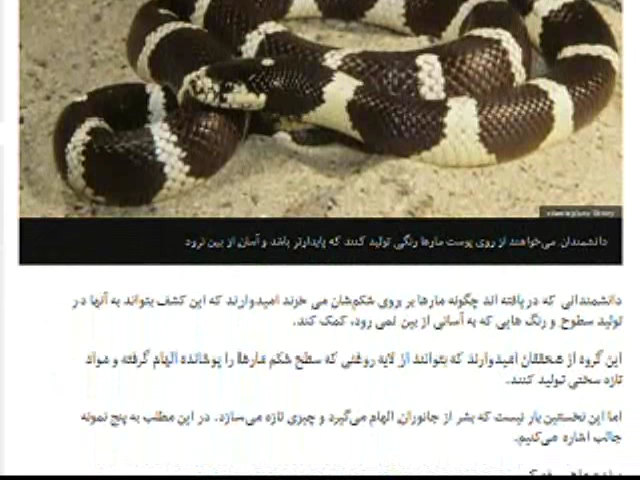 دانشمندان می‌خواهند از روی پوست مارها رنگی تولید کنند که پایدارتر باشد و آسان از بین نرود
دانشمندانی که دریافته اند چگونه مارها بر روی شکم‌شان می خزند امیدوارند که این کشف بتواند به آنها در
تولید سطوح و رنگ هایی که به آسانی از بین نمی رود، کمک کند.
این گروه از محققان امیدوارند که بتوانند از لایه روغنی که سطح شکم مارها را پوشانده الهام گرفته و مواد
تازه سختی تولید کنند.
اما این نخستین بار نیست که بشر از جانوران الهام می‌گیرد و چیزی تازه می‌سازد. در این مطلب به پنج نمونه
جالب اشاره می‌کنیم.